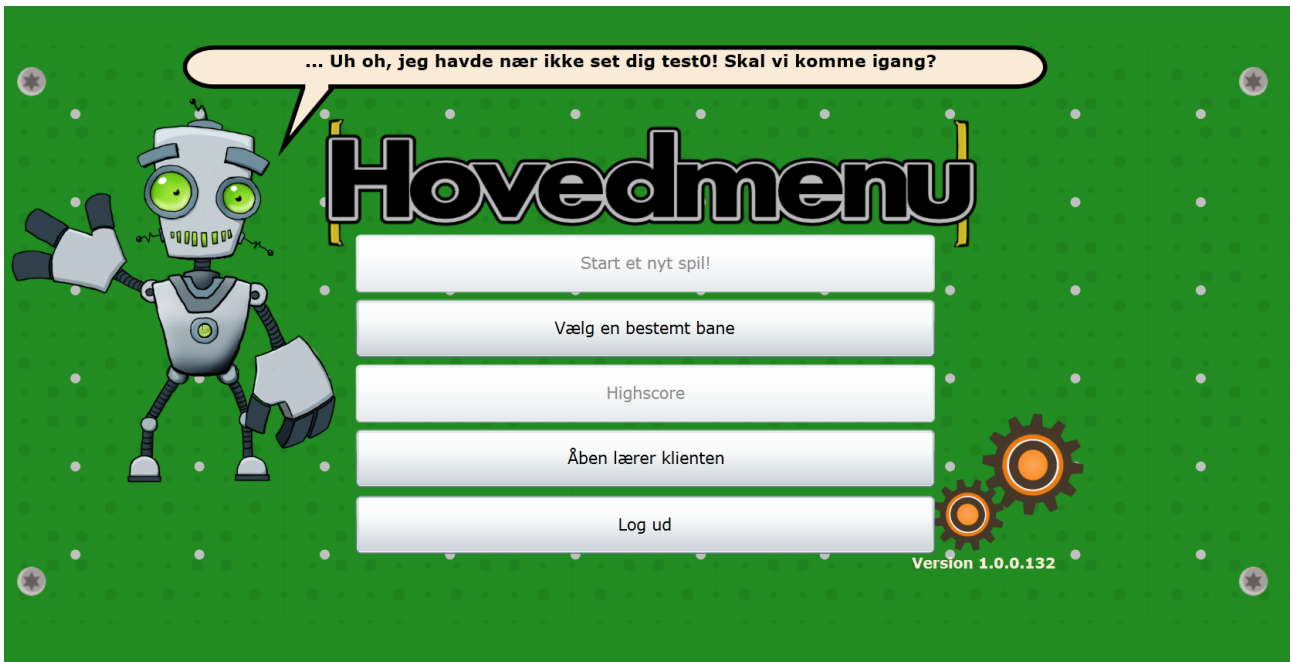 ... Uh oh, jeg havde nær ikke set dig test0! Skal vi komme igang?
Hovedmenu
Start et nyt spil!
Vælg en bestemt bane
Highscore
Åben lærer klienten
Log ud
Version 1.0.0.132